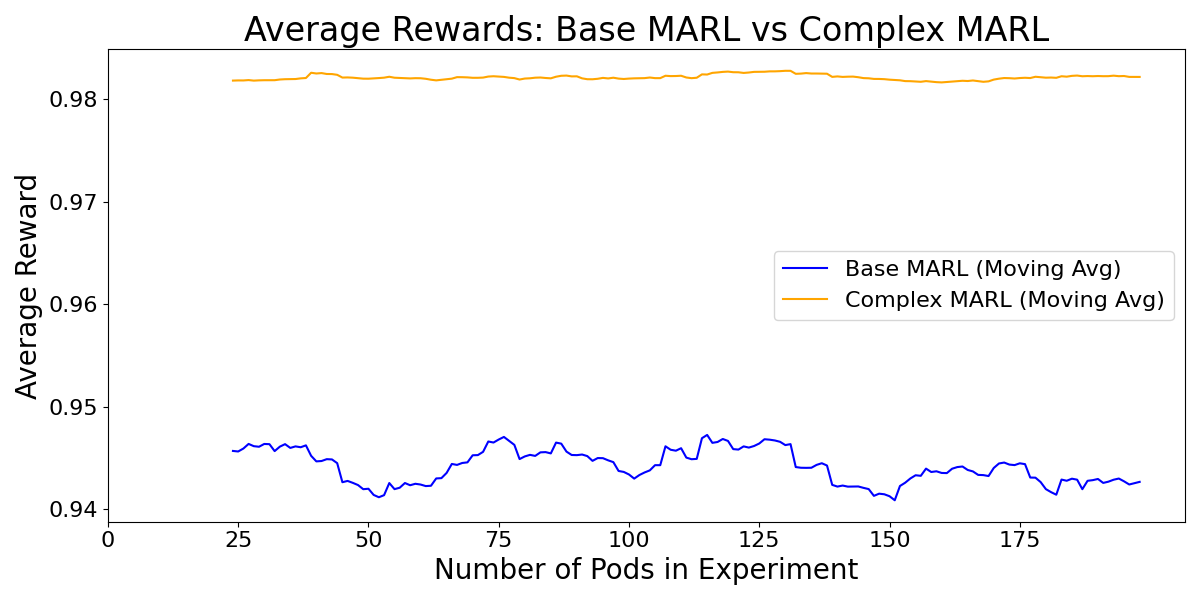 Average Rewards: Base MARL vs Complex MARL
0.98
0.97
0.96
0.95
0.94
Average Reward
Base MARL (Moving Avg)
Complex MARL (Moving Avg)
0 25 50 75 100 125 150 175
Number of Pods in Experiment